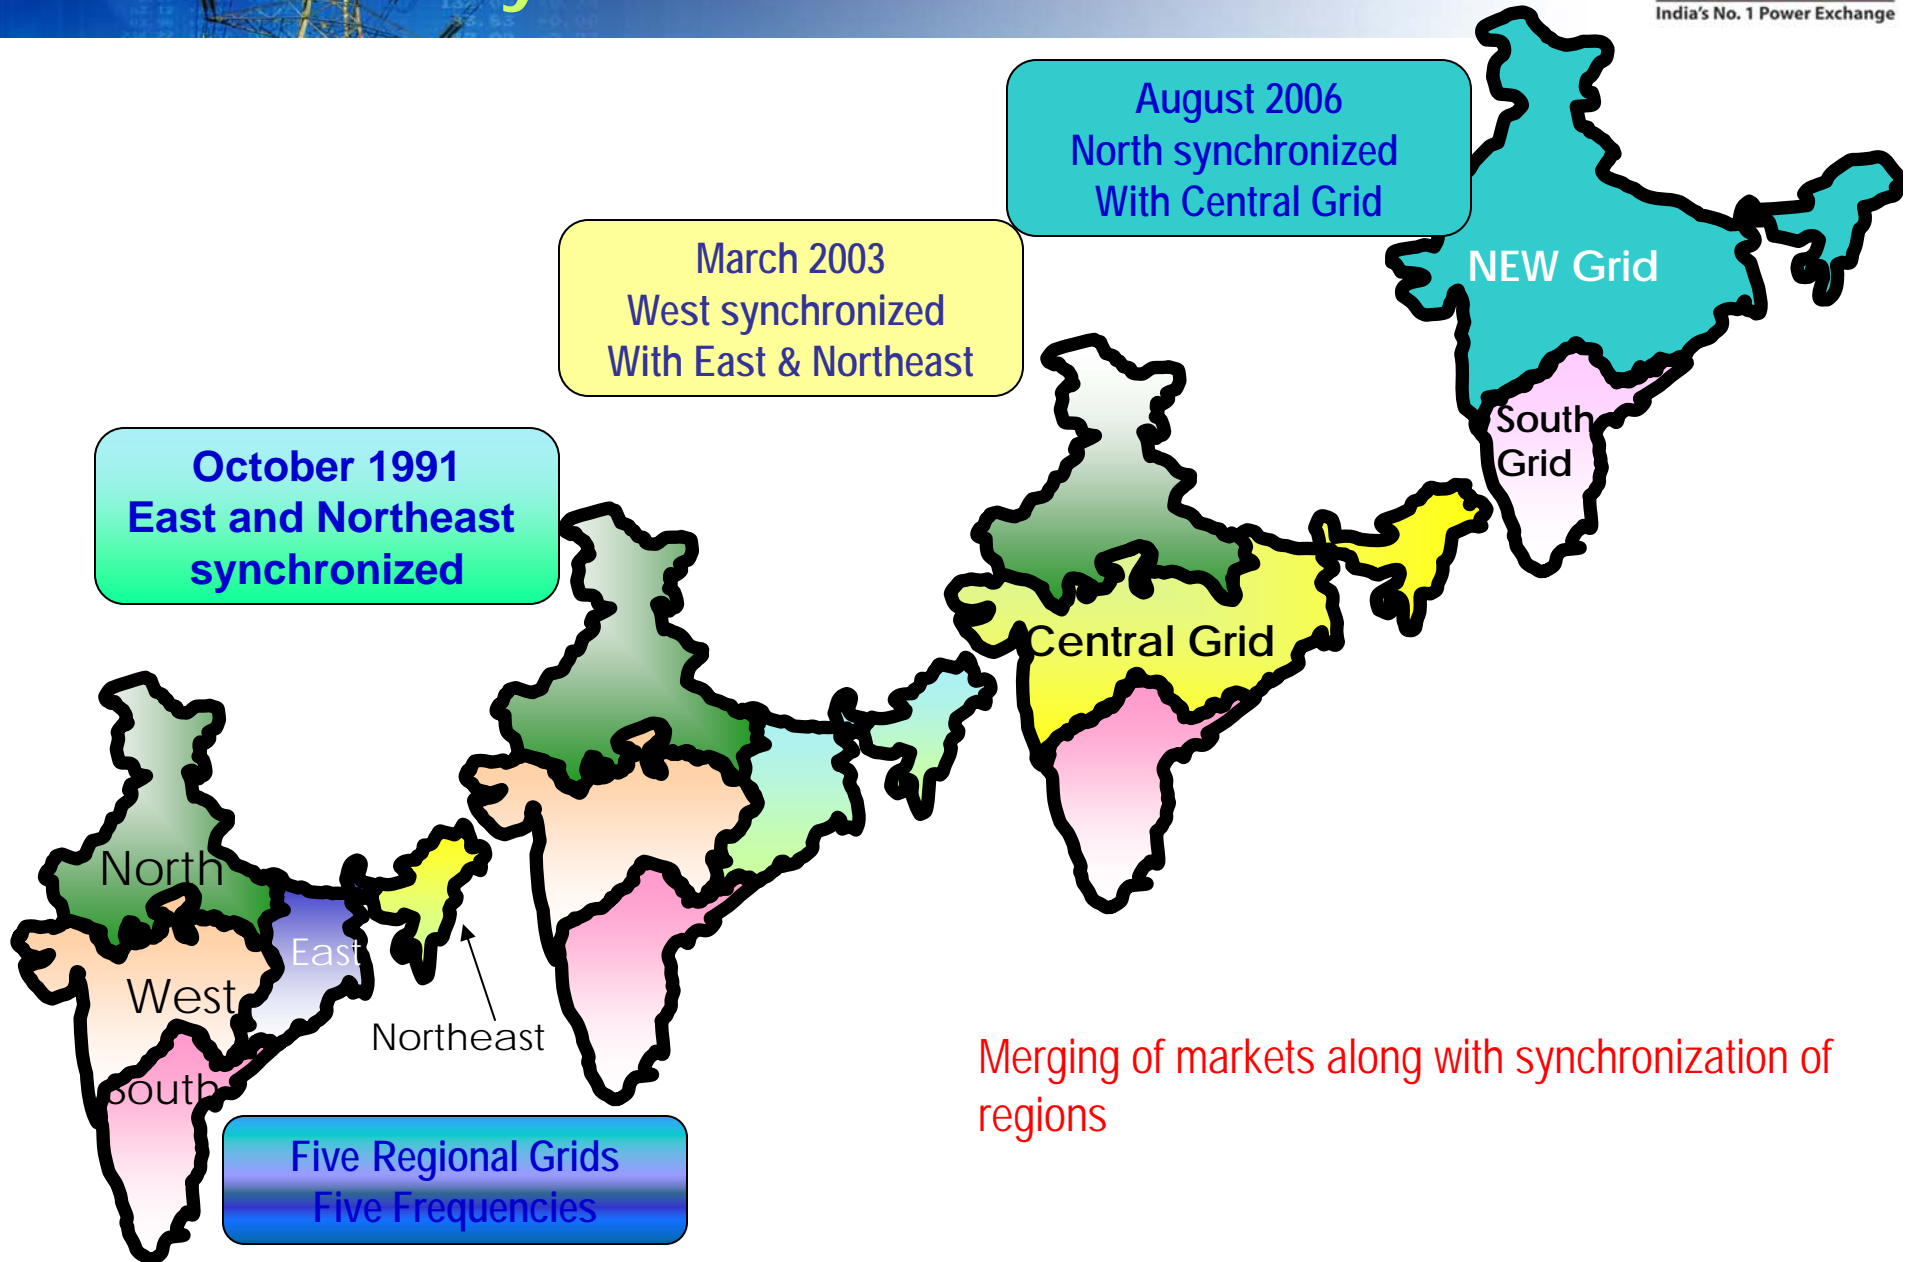 India's No. 1 Power Exchange
August 2006
North synchronized
With Central Grid
NEW Grid
South
Grid
March 2003
West synchronized
With East & Northeast
Central Grid
October 1991
East and Northeast
synchronized
North
East
West
Northeast
South
Five Regional Grids
Five Frequencies
Merging of markets along with synchronization of
regions